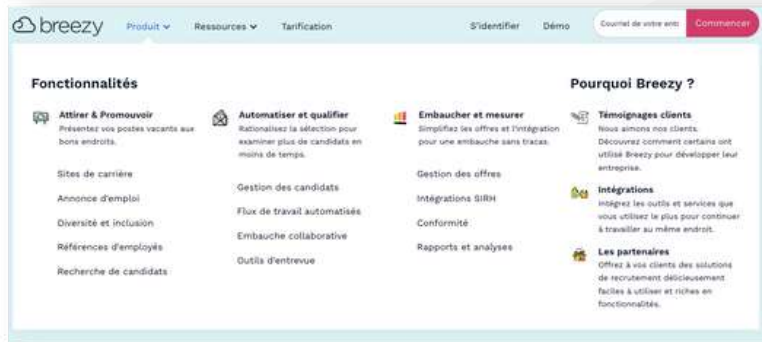 breezy
Produit
Ressources
Tarification
S'identifier
Démo
Courriel de votre entr
Commencer
Fonctionnalités
Attirer & Promouvoir
Présentez vos postes vacants aux
bons endroits.
Sites de carrière
Annonce d'emploi
Diversité et inclusion
Références d'employés
Recherche de candidats
Automatiser et qualifier
Rationalisez la sélection pour
examiner plus de candidats en
moins de temps.
Gestion des candidats
Flux de travail automatisés
Embauche collaborative
Outils d'entrevue
Embaucher et mesurer
Simplifiez les offres et l'intégration
pour une embauche sans tracas.
Gestion des offres
Intégrations SIRH
Conformité
Rapports et analyses
Pourquoi Breezy ?
Témoignages clients
Nous aimons nos clients.
Découvrez comment certains ont
utilisé Breezy pour développer leur
entreprise.
Intégrations
Intégrez les outils et services que
vous utilisez le plus pour continuer
à travailler au même endroit.
Les partenaires
Offrez à vos clients des solutions
de recrutement délicieusement
faciles à utiliser et riches en
fonctionnalités.